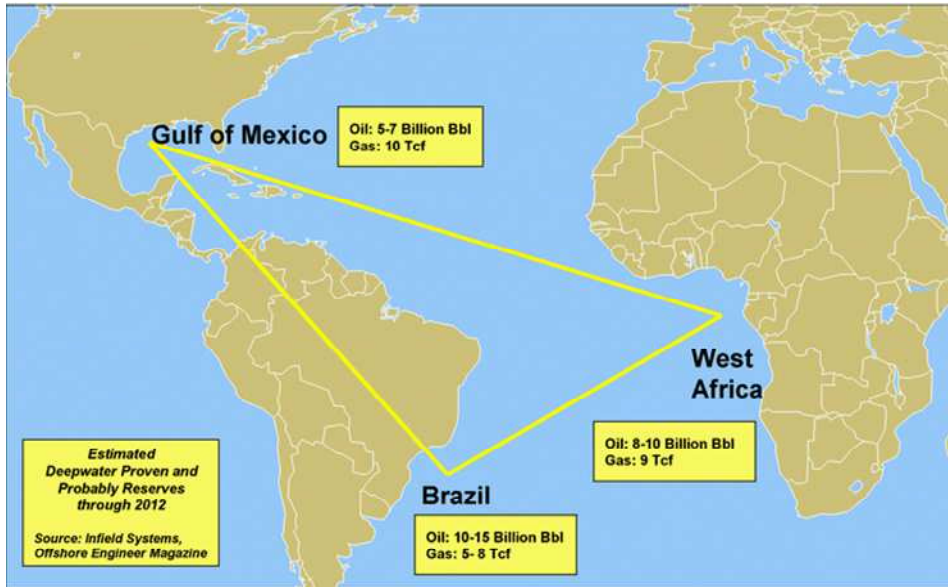 Gulf of Mexico
Oil: 5-7 Billion Bbl
Gas: 10 Tcf
West
Africa
Oil: 8-10 Billion Bbl
Gas: 9 Tcf
Brazil
Oil: 10-15 Billion Bbl
Gas: 5- 8 Tcf
Estimated
Deepwater Proven and
Probably Reserves
through 2012
Source: Infield Systems,
Offshore Engineer Magazine